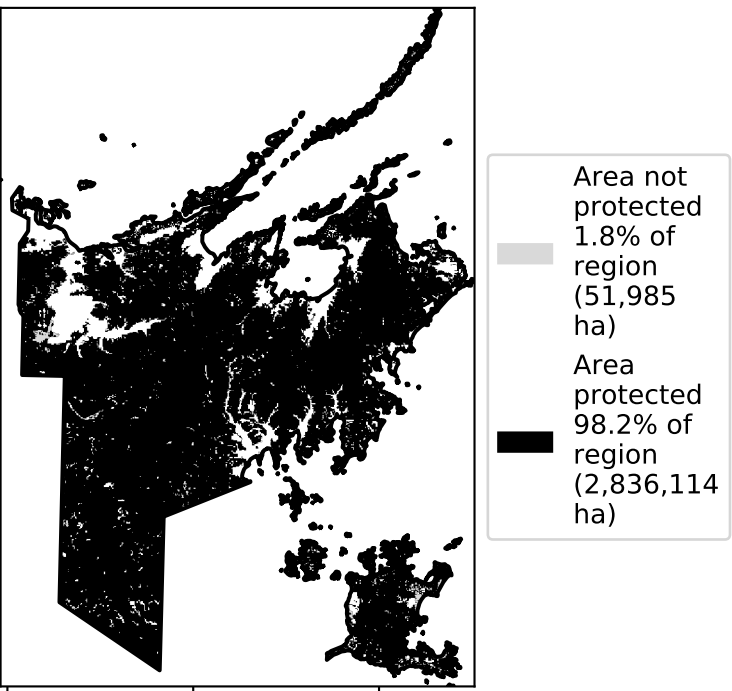 Area not
protected
1.8% of
region
(51,985
ha)
Area
protected
98.2% of
region
(2,836,114
ha)